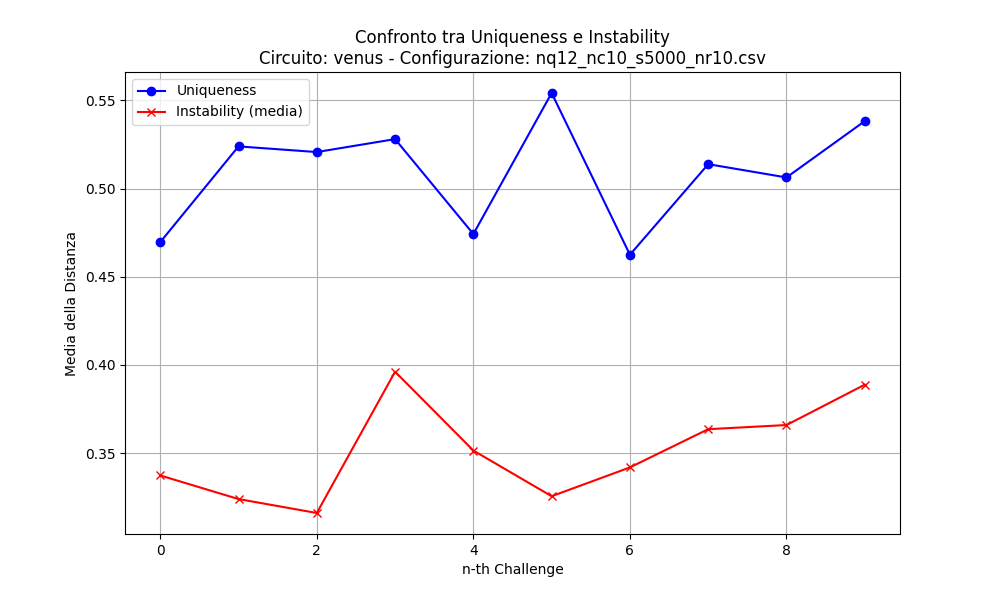 Confronto tra Uniqueness e Instability
Circuito: venus - Configurazione: nq12_nc10_s5000_nr10.csv
Uniqueness
Instability (media)
Media della Distanza
0.55
0.50
0.45
0.40
0.35
0 2 4 6 8
n-th Challenge